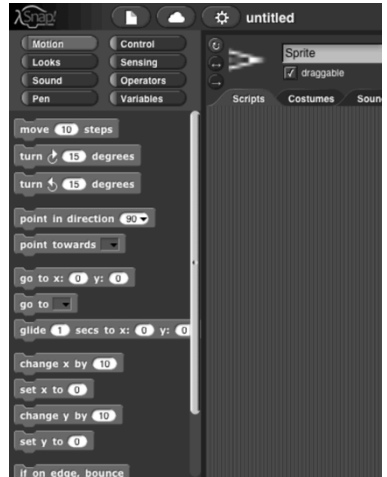 Snap!
untitled
Motion Control
Looks Sensing
Sound Operators
Pen Variables
Sprite
draggable
Scripts Costumes Soun
move 10 steps
turn 15 degrees
turn 15 degrees
point in direction 90
point towards
go to x: 0 y: 0
go to
glide 1 secs to x: 0 y: 0
change x by 10
set x to 0
change y by 10
set y to 0
if on edge, bounce